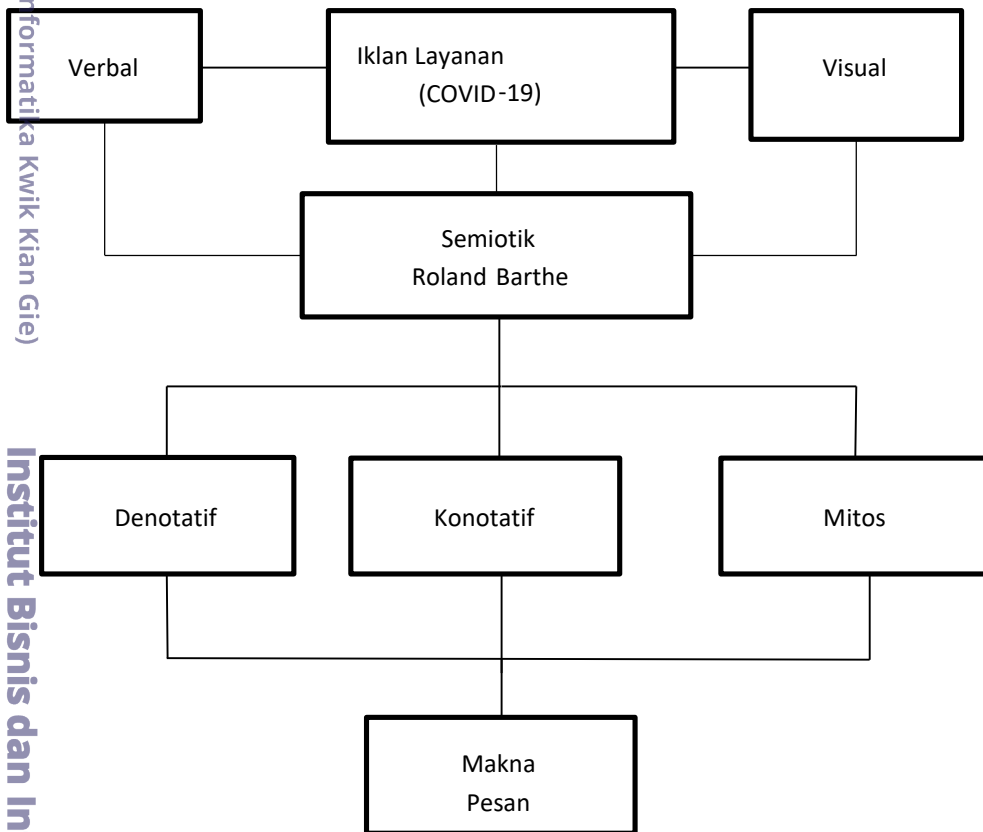 Verbal
Iklan Layanan
(COVID-19)
Visual
Semiotik
Roland Barthe
Denotatif
Konotatif
Mitos
Makna
Pesan
nformatika Kwik Kian Gie)
Institut Bisnis dan In